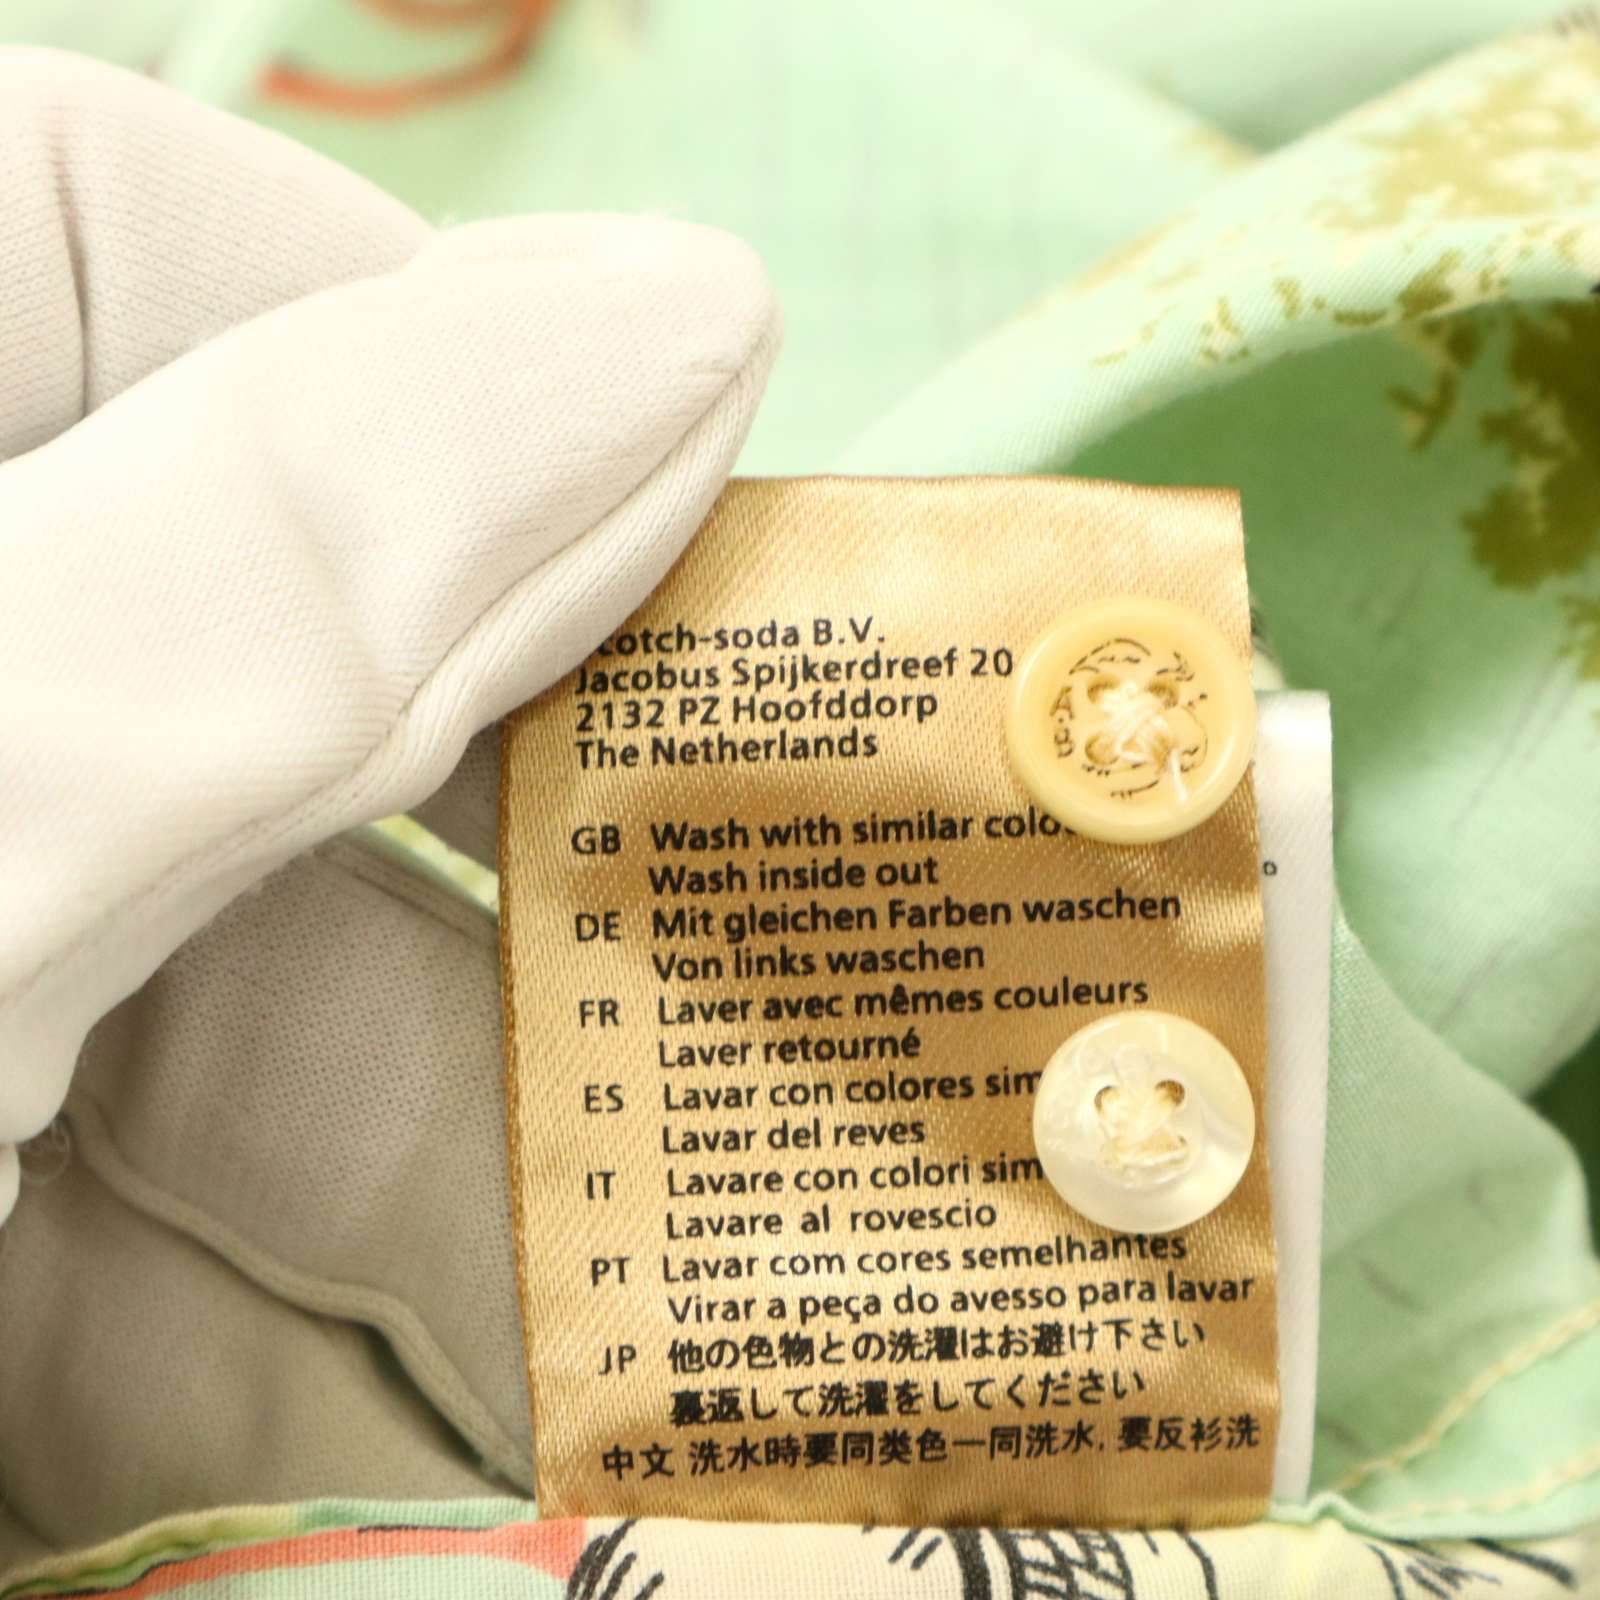 cotch-soda B.V.
Jacobus Spijkerdreef 20
2132 PZ Hoofddorp
The Netherlands
GB Wash with similar colo
Wash inside out
DE Mit gleichen Farben waschen
Von links waschen
FR Laver avec mêmes couleurs
Laver retourné
ES Lavar con colores sim
Lavar del reves
IT Lavare con colori sim
Lavare al rovescio
PT Lavar com cores semelhantes
Virar a peça do avesso para lavar
JP 他の色物との洗濯はお避け下さい
裏返して洗濯をしてください
中文 洗水時要同类色一同洗水, 要反衫洗